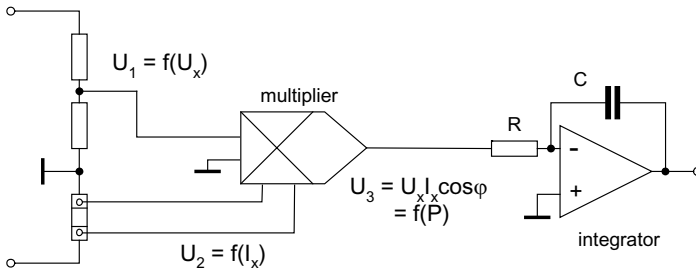 U₁ = f(Uₓ)
multiplier
C
R
-
+
U₃ = UₓIₓcosφ
= f(P)
integrator
U₂ = f(Iₓ)